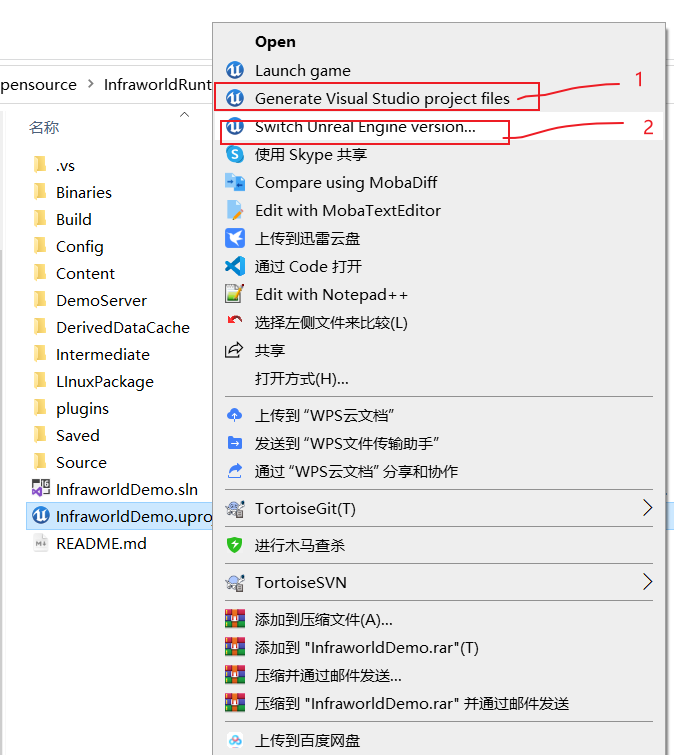 pensource > InfraworldRunt
名称
.vs
Binaries
Build
Config
Content
DemoServer
DerivedDataCache
Intermediate
LInuxPackage
plugins
Saved
Source
InfraworldDemo.sln
InfraworldDemo.upro
README.md
Open
Launch game
Generate Visual Studio project files
1
Switch Unreal Engine version...
2
使用 Skype 共享
Compare using MobaDiff
Edit with MobaTextEditor
上传到迅雷云盘
通过 Code 打开
Edit with Notepad++
选择左侧文件来比较(L)
共享
打开方式(H)...
上传到 “WPS云文档”
发送到 “WPS文件传输助手”
通过 “WPS云文档” 分享和协作
TortoiseGit(T)
进行木马查杀
TortoiseSVN
添加到压缩文件(A)...
添加到 "InfraworldDemo.rar"(T)
压缩并通过邮件发送...
压缩到 "InfraworldDemo.rar" 并通过邮件发送
上传到百度网盘